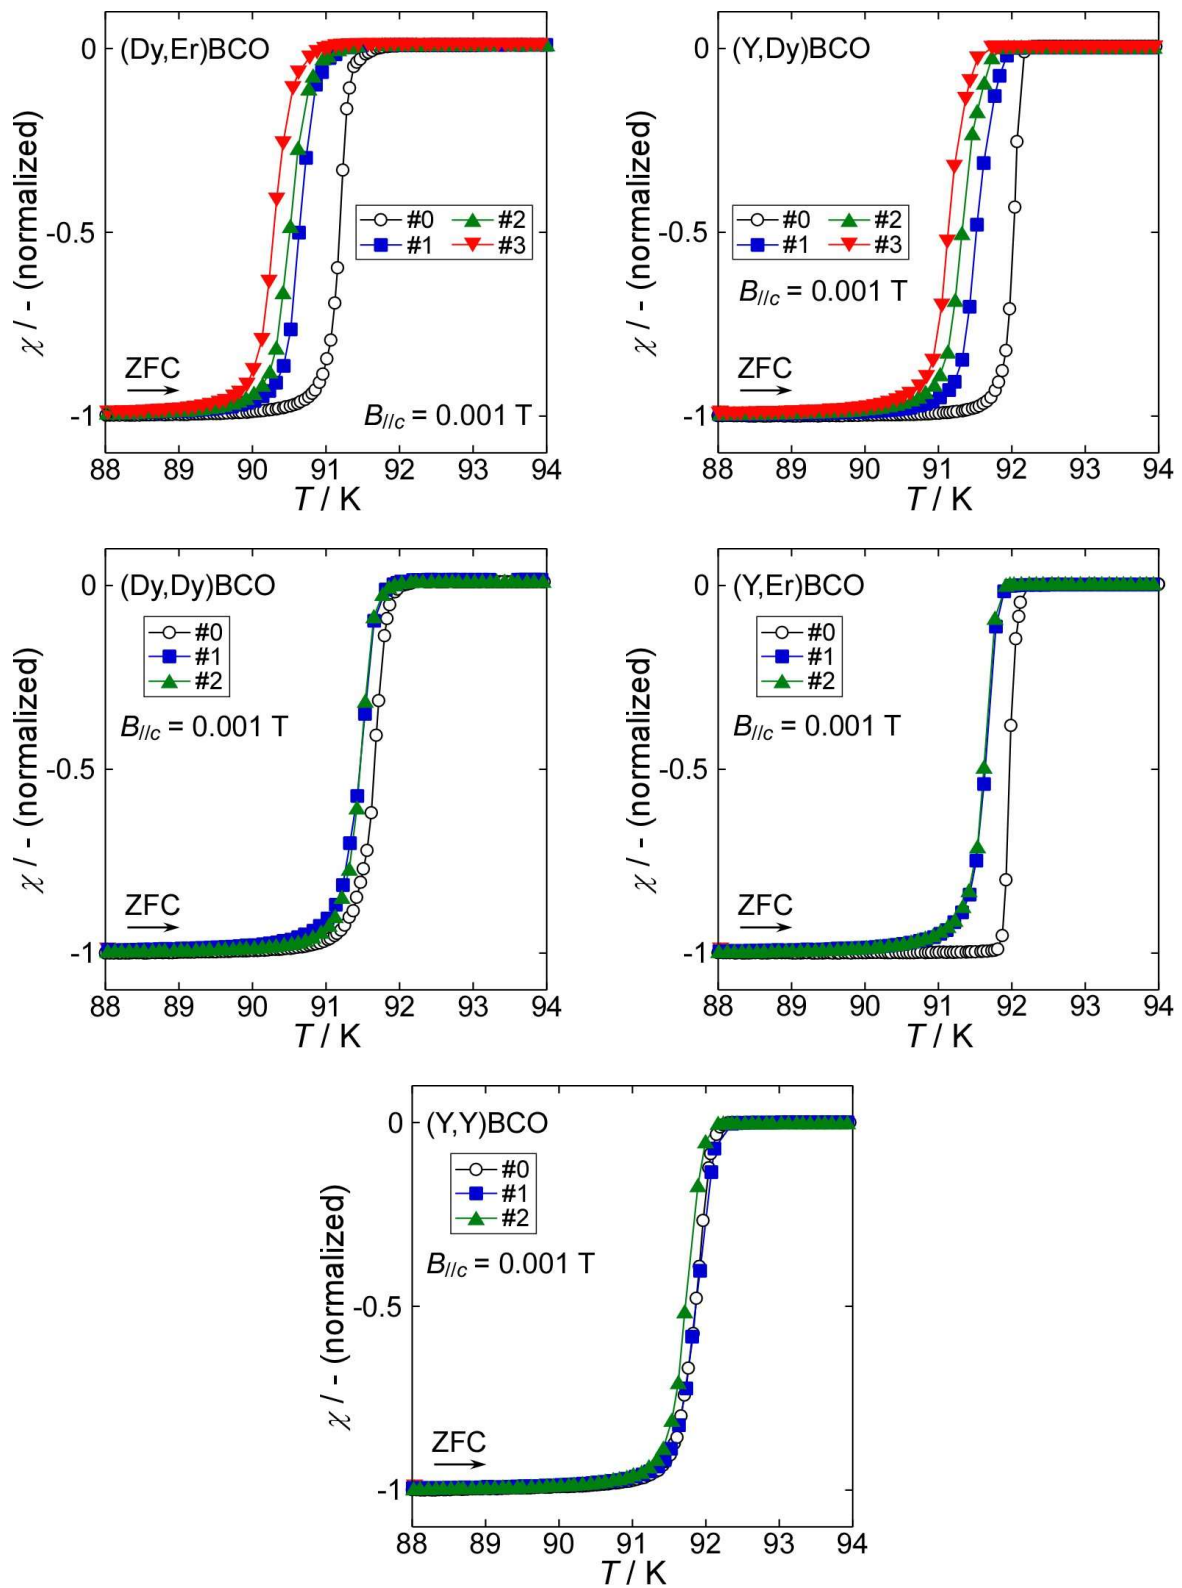 (Dy,Er)BCO
0
-0.5
-1
χ / - (normalized)
#0 #2
#1 #3
ZFC
B//c = 0.001 T
88 89 90 91 92 93 94
T / K
(Y,Dy)BCO
0
-0.5
-1
χ / - (normalized)
#0 #2
#1 #3
B//c = 0.001 T
ZFC
88 89 90 91 92 93 94
T / K
(Dy,Dy)BCO
0
-0.5
-1
χ / - (normalized)
#0
#1
#2
B//c = 0.001 T
ZFC
88 89 90 91 92 93 94
T / K
(Y,Er)BCO
0
-0.5
-1
χ / - (normalized)
#0
#1
#2
B//c = 0.001 T
ZFC
88 89 90 91 92 93 94
T / K
(Y,Y)BCO
0
-0.5
-1
χ / - (normalized)
#0
#1
#2
B//c = 0.001 T
ZFC
88 89 90 91 92 93 94
T / K